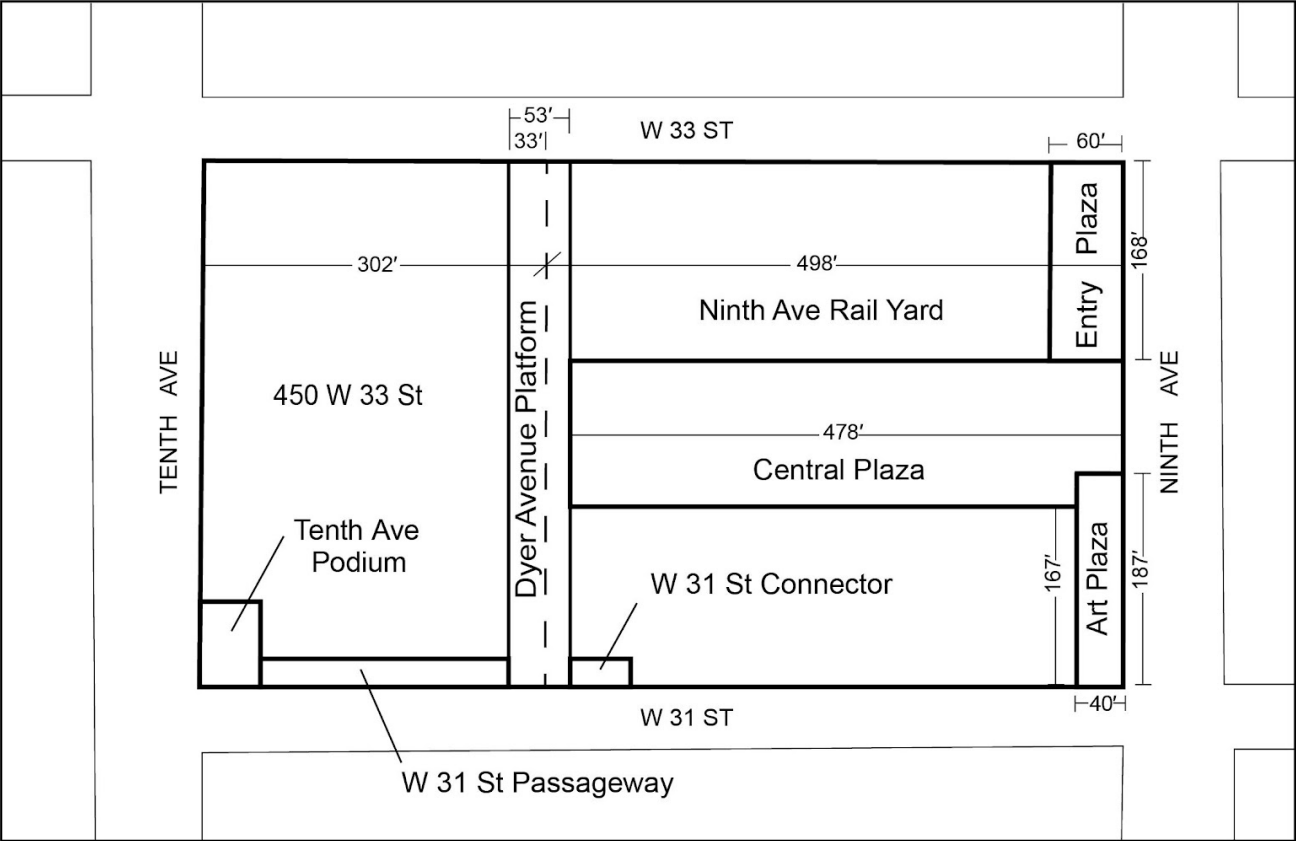 53′
W 33 ST
33′
60′
Entry Plaza
168′
302′
498′
Ninth Ave Rail Yard
Dyer Avenue Platform
TENTH AVE
450 W 33 St
NINTH AVE
478′
Central Plaza
Tenth Ave
Podium
W 31 St Connector
167′
Art Plaza
187′
40′
W 31 ST
W 31 St Passageway